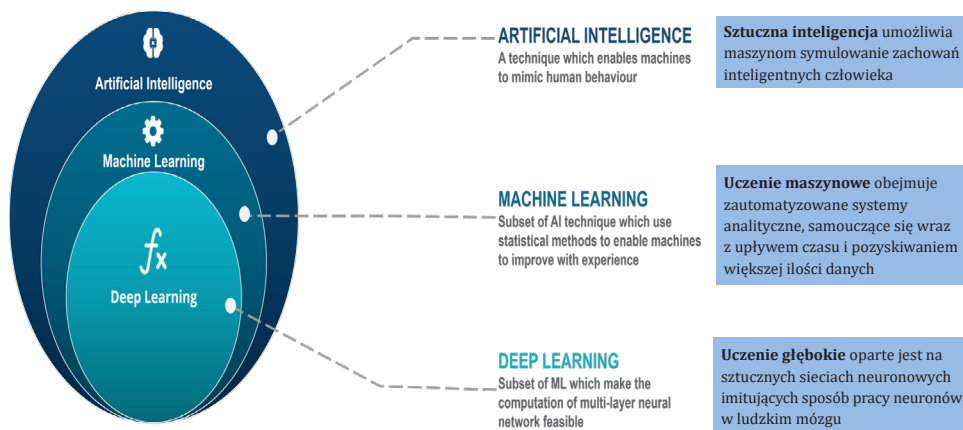 Artificial Intelligence
Machine Learning
fx
Deep Learning
ARTIFICIAL INTELLIGENCE
A technique which enables machines
to mimic human behaviour
Sztuczna inteligencja umożliwia
maszynom symulowanie zachowań
inteligentnych człowieka
MACHINE LEARNING
Subset of AI technique which use
statistical methods to enable machines
to improve with experience
Uczenie maszynowe obejmuje
zautomatyzowane systemy
analityczne, samouczące się wraz
z upływem czasu i pozyskiwaniem
większej ilości danych
DEEP LEARNING
Subset of ML which make the
computation of multi-layer neural
network feasible
Uczenie głębokie oparte jest na
sztucznych sieciach neuronowych
imitujących sposób pracy neuronów
w ludzkim mózgu